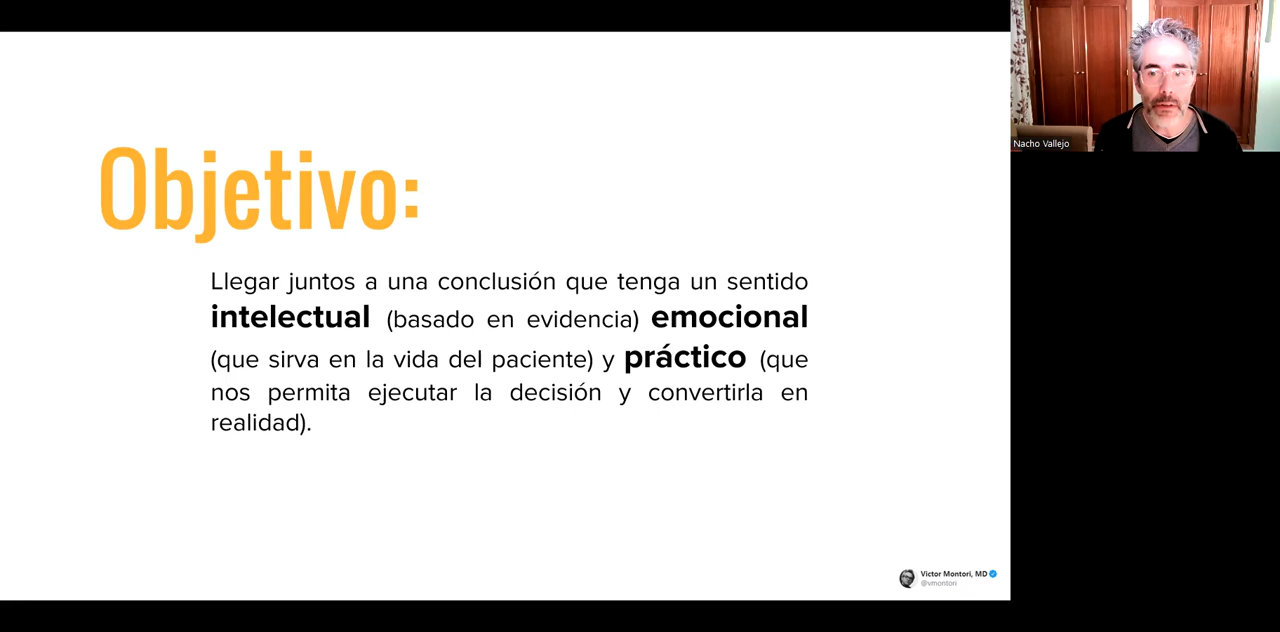 Objetivo:
Llegar juntos a una conclusión que tenga un sentido
intelectual (basado en evidencia) emocional
(que sirva en la vida del paciente) y práctico (que
nos permita ejecutar la decisión y convertirla en
realidad).
Victor Montori, MD
@vmontori
Nacho Vallejo